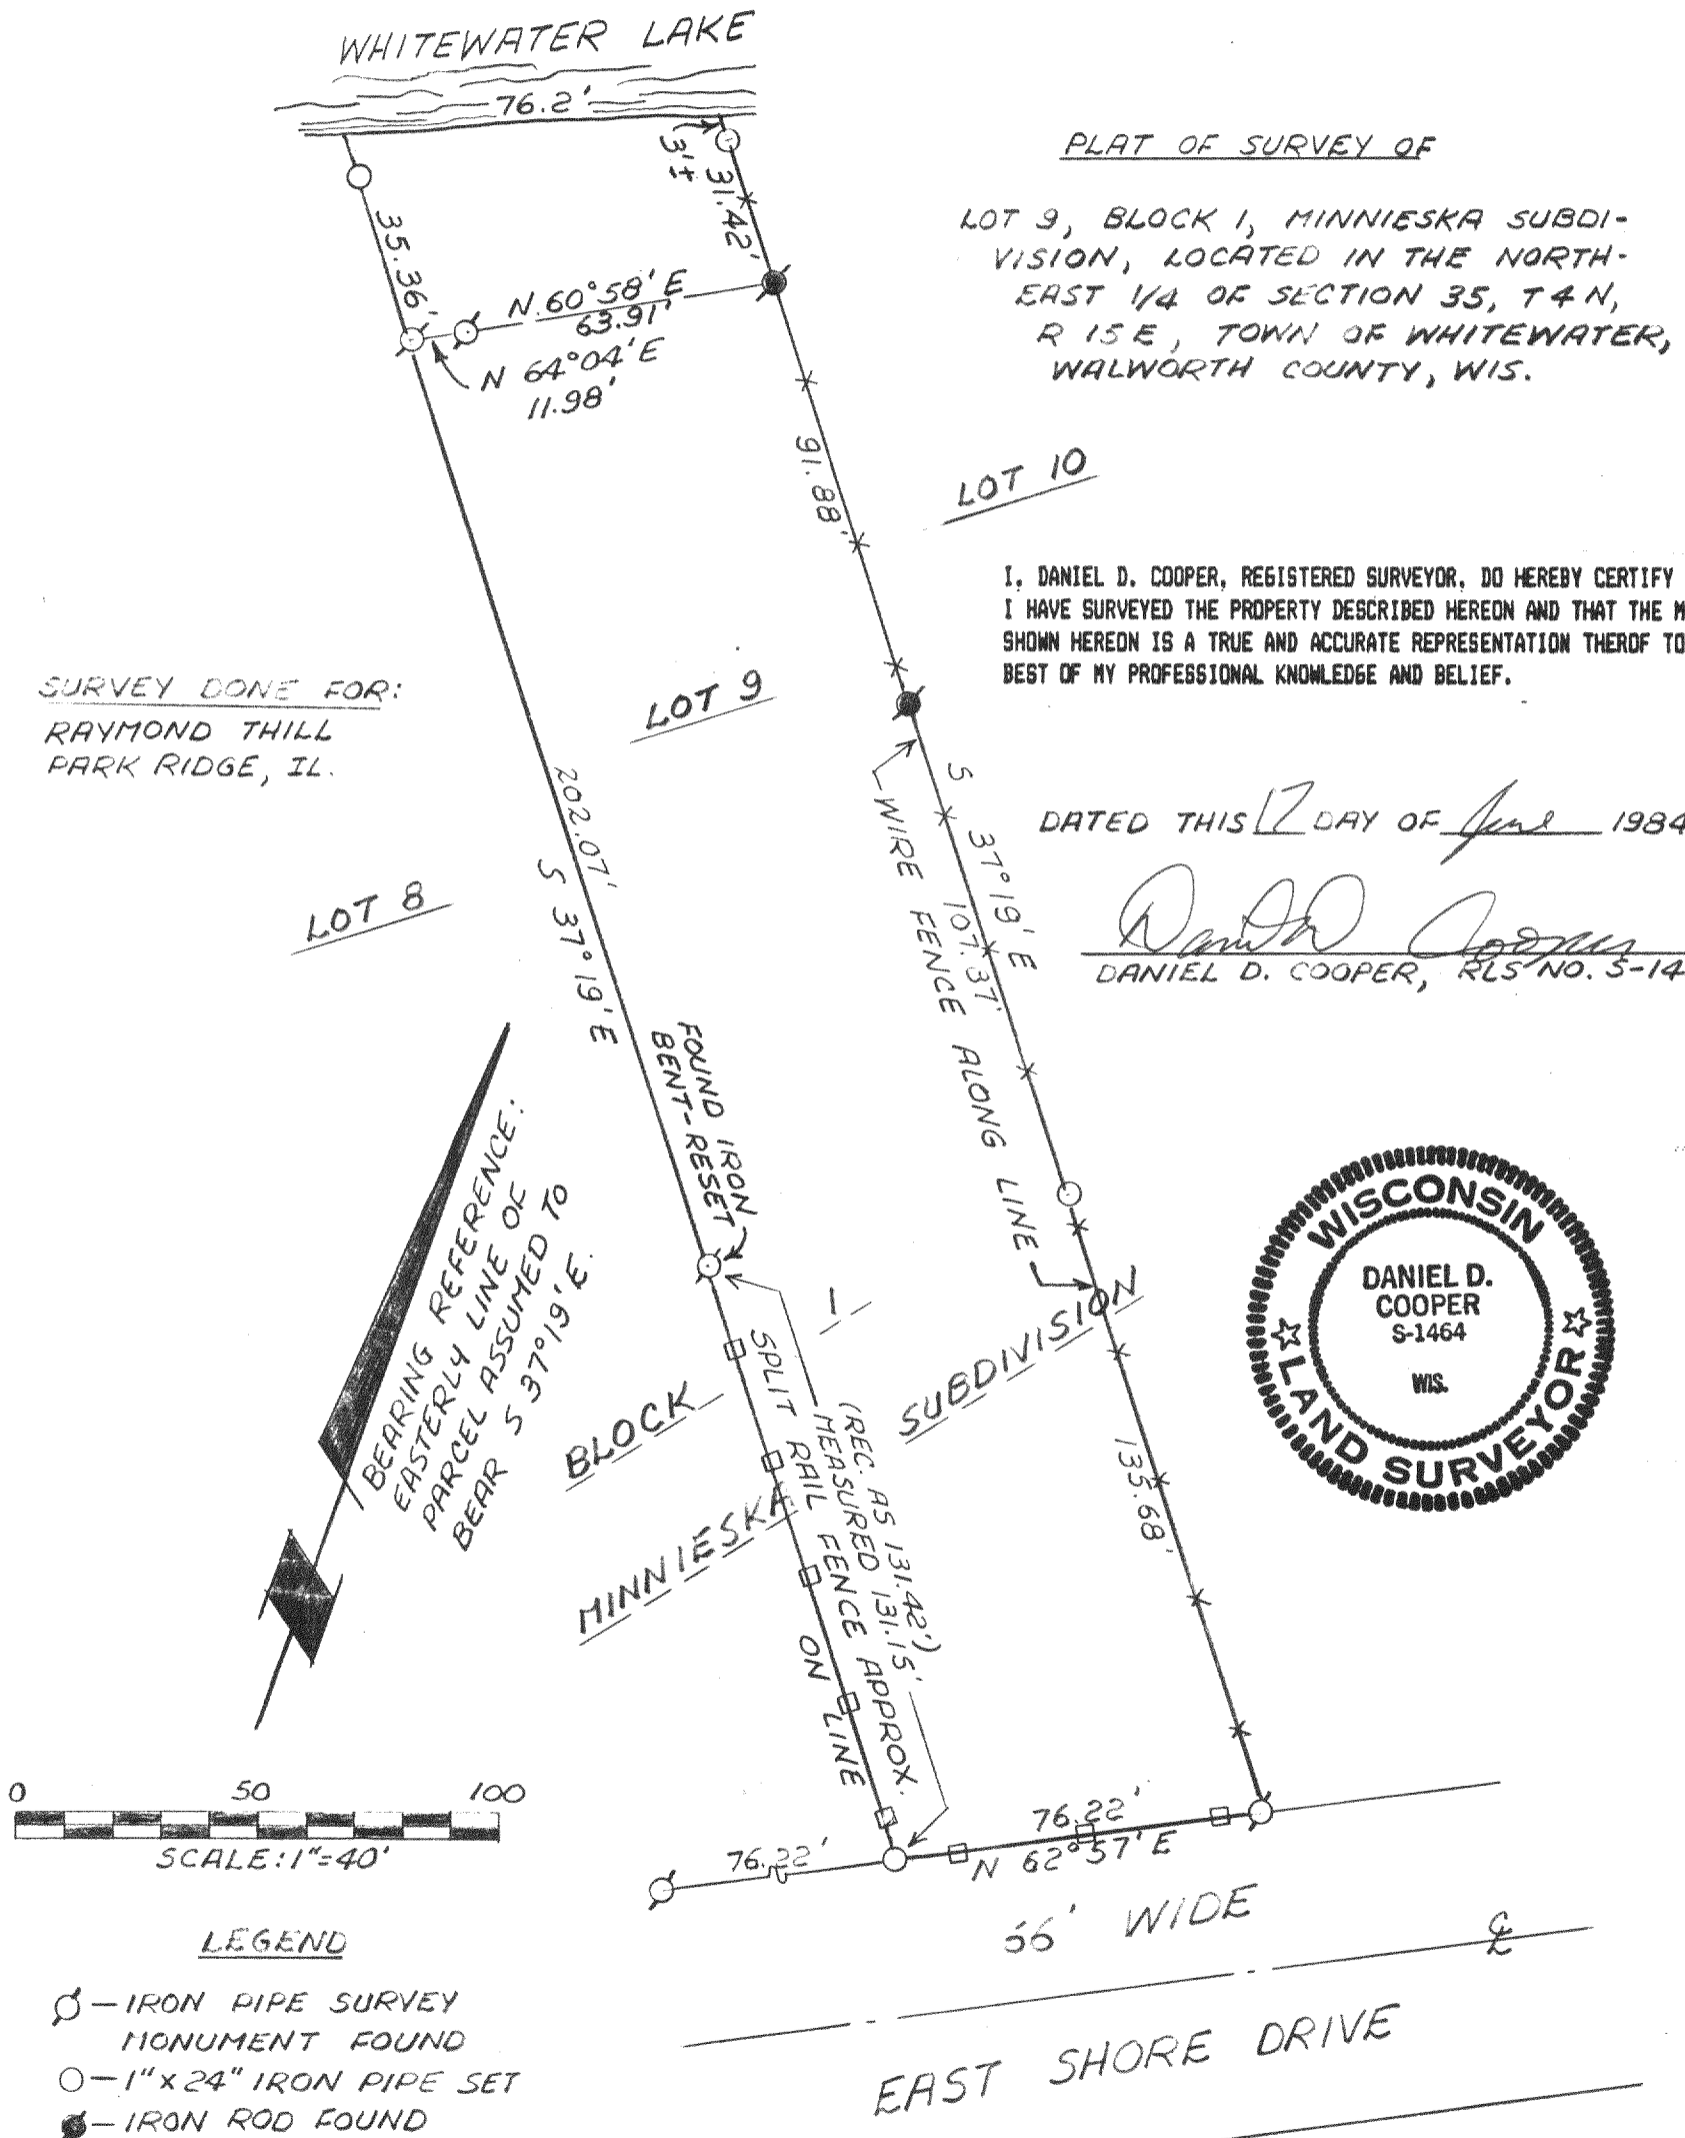 WHITEWATER LAKE
76.2'
3'±
31.42'
35.36'
N 60°58' E
63.91'
N 64°04' E
11.98'
PLAT OF SURVEY OF
LOT 9, BLOCK 1, MINNIESKA SUBDI-
VISION, LOCATED IN THE NORTH-
EAST 1/4 OF SECTION 35, T4N,
R 15 E, TOWN OF WHITEWATER,
WALWORTH COUNTY, WIS.
91.88'
LOT 10
I, DANIEL D. COOPER, REGISTERED SURVEYOR, DO HEREBY CERTIFY
I HAVE SURVEYED THE PROPERTY DESCRIBED HEREON AND THAT THE M
SHOWN HEREON IS A TRUE AND ACCURATE REPRESENTATION THEROF TO
BEST OF MY PROFESSIONAL KNOWLEDGE AND BELIEF.
SURVEY DONE FOR:
RAYMOND THILL
PARK RIDGE, IL.
LOT 9
DATED THIS 17 DAY OF June 1984
Daniel D Cooper
DANIEL D. COOPER, RLS NO. S-14
202.07'
S 37°19' E
LOT 8
S 37°19' E
107.37'
WIRE FENCE ALONG LINE
FOUND IRON
BENT-RESET
BEARING REFERENCE:
EASTERLY LINE OF
PARCEL ASSUMED TO
BEAR S 37°19' E.
BLOCK 1
MINNIESKA SUBDIVISION
(REC. AS 131.42')
MEASURED 131.15'
SPLIT RAIL FENCE APPROX.
ON LINE
135.68'
WISCONSIN
DANIEL D.
COOPER
S-1464
WIS.
LAND SURVEYOR
0 50 100
SCALE: 1"=40'
76.22'
76.22'
N 62°57' E
66' WIDE
℄
EAST SHORE DRIVE
LEGEND
— IRON PIPE SURVEY
MONUMENT FOUND
— 1" x 24" IRON PIPE SET
— IRON ROD FOUND